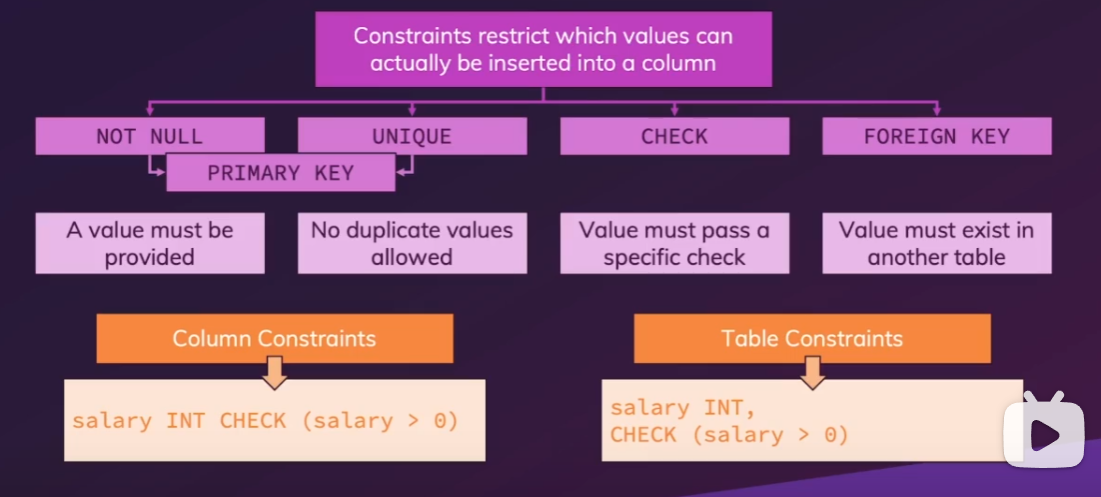 Constraints restrict which values can
actually be inserted into a column
NOT NULL
UNIQUE
CHECK
FOREIGN KEY
PRIMARY KEY
A value must be
provided
No duplicate values
allowed
Value must pass a
specific check
Value must exist in
another table
Column Constraints
Table Constraints
salary INT CHECK (salary > 0)
salary INT,
CHECK (salary > 0)